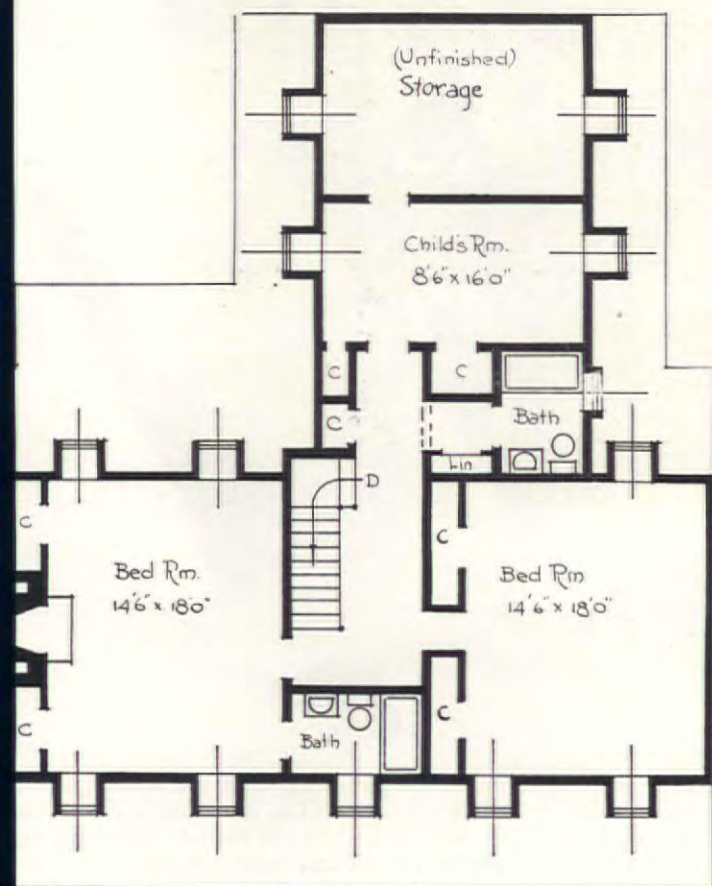 (Unfinished)
Storage
Child's Rm.
8'6" x 16'0"
C
C
C
Bath
Lin
D
C
Bed Rm.
14'6" x 18'0"
C
Bed Rm
14'6" x 18'0"
C
Bath
C